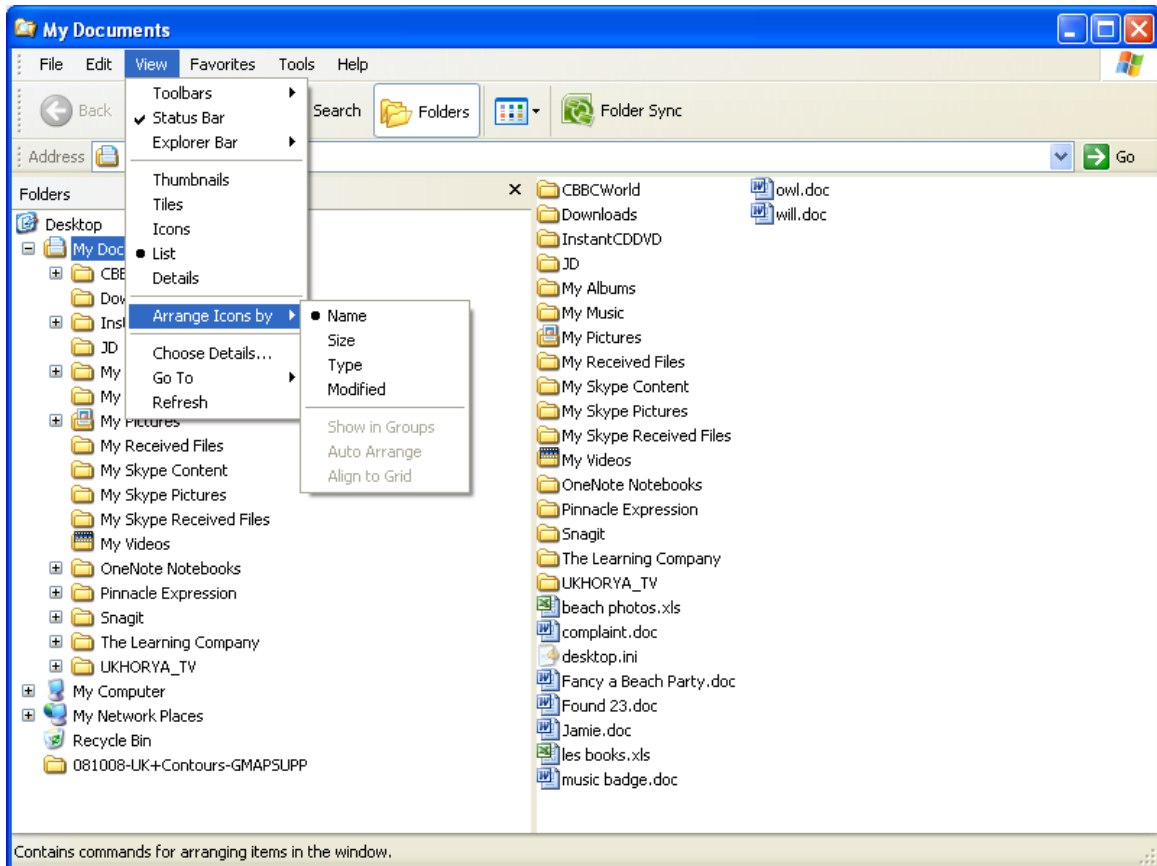 My Documents
File Edit View Favorites Tools Help
Back Search Folders Folder Sync
Address Go
Toolbars
Status Bar
Explorer Bar
Thumbnails
Tiles
Icons
List
Details
Arrange Icons by
Choose Details...
Go To
Refresh
Name
Size
Type
Modified
Show in Groups
Auto Arrange
Align to Grid
Folders
Desktop
My Doc
CBB
Dow
Inst
JD
My
My
My Pictures
My Received Files
My Skype Content
My Skype Pictures
My Skype Received Files
My Videos
OneNote Notebooks
Pinnacle Expression
Snagit
The Learning Company
UKHORYA_TV
My Computer
My Network Places
Recycle Bin
081008-UK+Contours-GMAPSUPP
CBBCWorld
Downloads
InstantCDDVD
JD
My Albums
My Music
My Pictures
My Received Files
My Skype Content
My Skype Pictures
My Skype Received Files
My Videos
OneNote Notebooks
Pinnacle Expression
Snagit
The Learning Company
UKHORYA_TV
beach photos.xls
complaint.doc
desktop.ini
Fancy a Beach Party.doc
Found 23.doc
Jamie.doc
les books.xls
music badge.doc
owl.doc
will.doc
Contains commands for arranging items in the window.